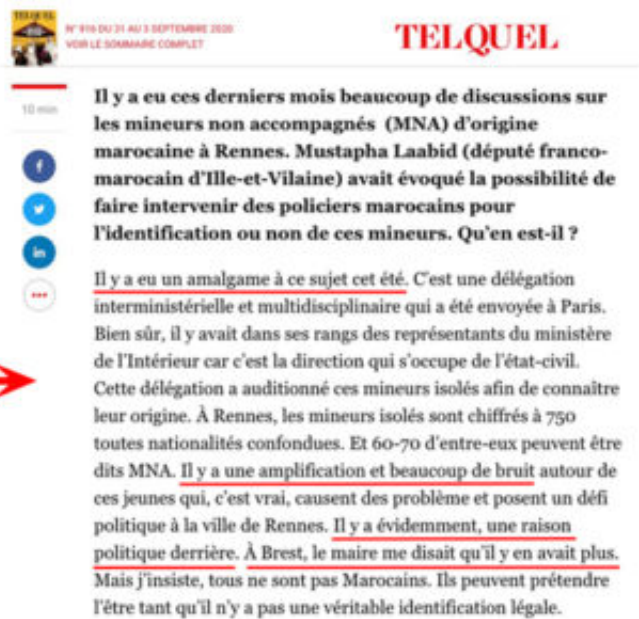 N° 916 DU 31 AU 3 SEPTEMBRE 2020
VOIR LE SOMMAIRE COMPLET
TELQUEL
10 min
Il y a eu ces derniers mois beaucoup de discussions sur
les mineurs non accompagnés (MNA) d'origine
marocaine à Rennes. Mustapha Laabid (député franco-
marocain d'Ille-et-Vilaine) avait évoqué la possibilité de
faire intervenir des policiers marocains pour
l'identification ou non de ces mineurs. Qu'en est-il ?
Il y a eu un amalgame à ce sujet cet été. C'est une délégation
interministérielle et multidisciplinaire qui a été envoyée à Paris.
Bien sûr, il y avait dans ses rangs des représentants du ministère
de l'Intérieur car c'est la direction qui s'occupe de l'état-civil.
Cette délégation a auditionné ces mineurs isolés afin de connaître
leur origine. À Rennes, les mineurs isolés sont chiffrés à 750
toutes nationalités confondues. Et 60-70 d'entre-eux peuvent être
dits MNA. Il y a une amplification et beaucoup de bruit autour de
ces jeunes qui, c'est vrai, causent des problème et posent un défi
politique à la ville de Rennes. Il y a évidemment, une raison
politique derrière. À Brest, le maire me disait qu'il y en avait plus.
Mais j'insiste, tous ne sont pas Marocains. Ils peuvent prétendre
l'être tant qu'il n'y a pas une véritable identification légale.